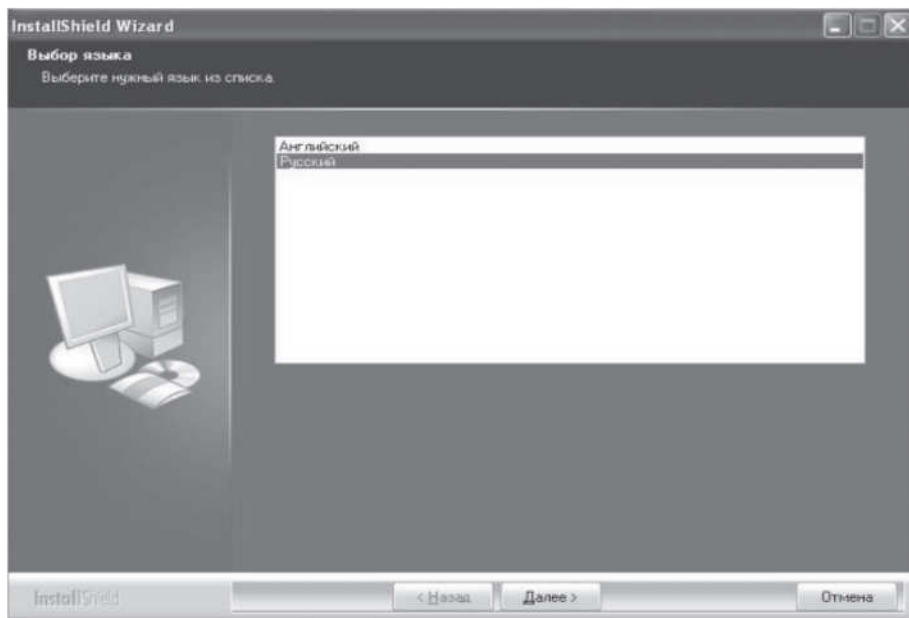 InstallShield Wizard
Выбор языка
Выберите нужный язык из списка.
Английский
Русский
InstallShield
< Назад
Далее >
Отмена